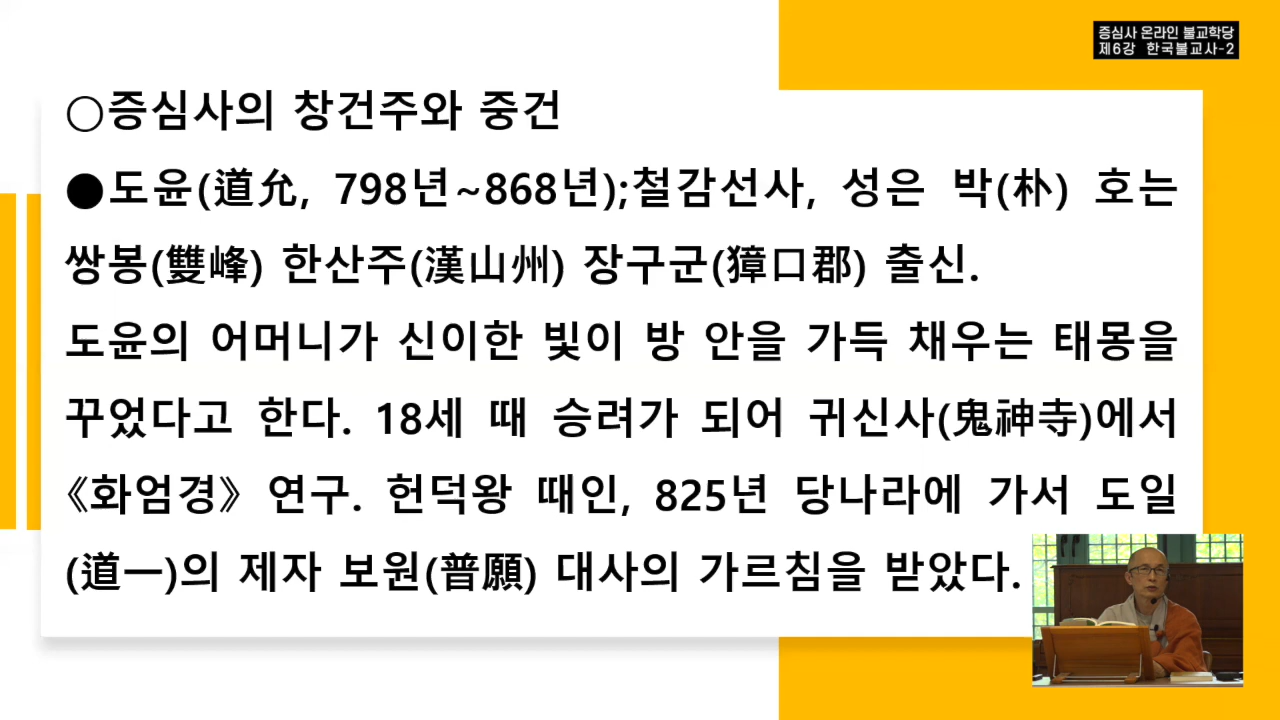 증심사 온라인 불교학당
제6강 한국불교사-2
○증심사의 창건주와 중건
●도윤(道允, 798년~868년);철감선사, 성은 박(朴) 호는
쌍봉(雙峰) 한산주(漢山州) 장구군(獐口郡) 출신.
도윤의 어머니가 신이한 빛이 방 안을 가득 채우는 태몽을
꾸었다고 한다. 18세 때 승려가 되어 귀신사(鬼神寺)에서
《화엄경》 연구. 헌덕왕 때인, 825년 당나라에 가서 도일
(道一)의 제자 보원(普願) 대사의 가르침을 받았다.